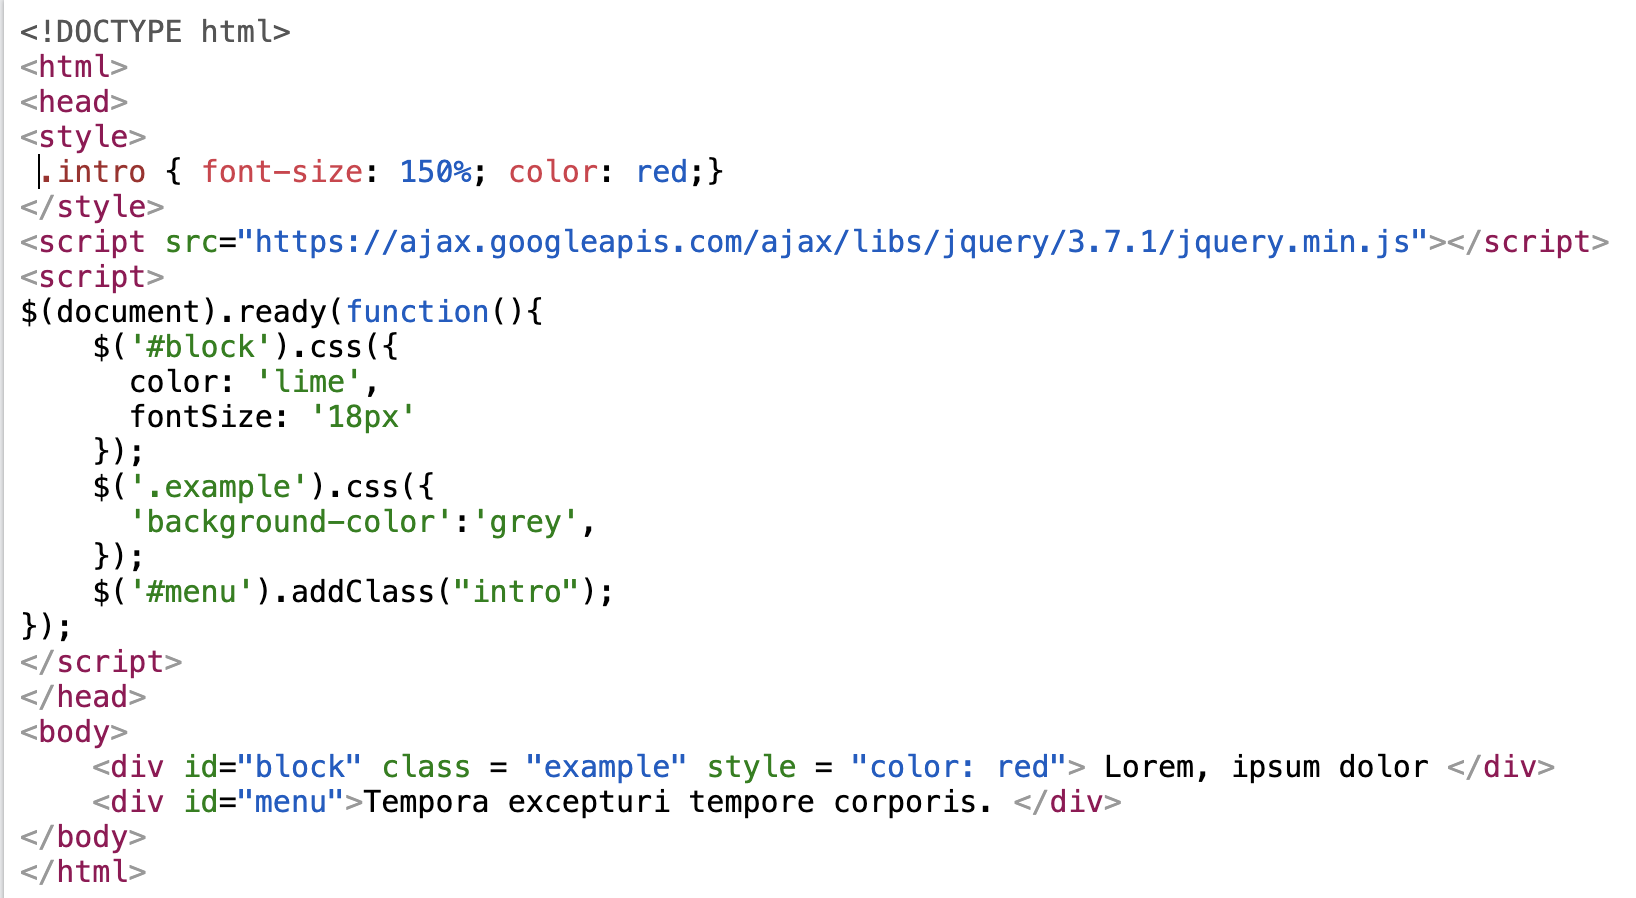 <!DOCTYPE html>
<html>
<head>
<style>
 .intro { font-size: 150%; color: red;}
</style>
<script src="https://ajax.googleapis.com/ajax/libs/jquery/3.7.1/jquery.min.js"></script>
<script>
$(document).ready(function(){
    $('#block').css({
      color: 'lime',
      fontSize: '18px'
    });
    $('.example').css({
      'background-color':'grey',
    });
    $('#menu').addClass("intro");
});
</script>
</head>
<body>
    <div id="block" class = "example" style = "color: red"> Lorem, ipsum dolor </div>
    <div id="menu">Tempora excepturi tempore corporis. </div>
</body>
</html>